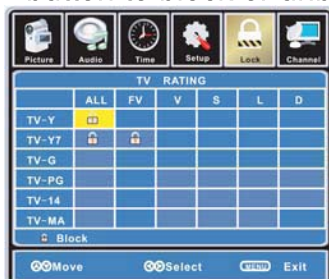 Picture Audio Time Setup Lock Channel
TV RATING
ALL FV V S L D
TV-Y
TV-Y7
TV-G
TV-PG
TV-14
TV-MA
Block
Move Select MENU Exit